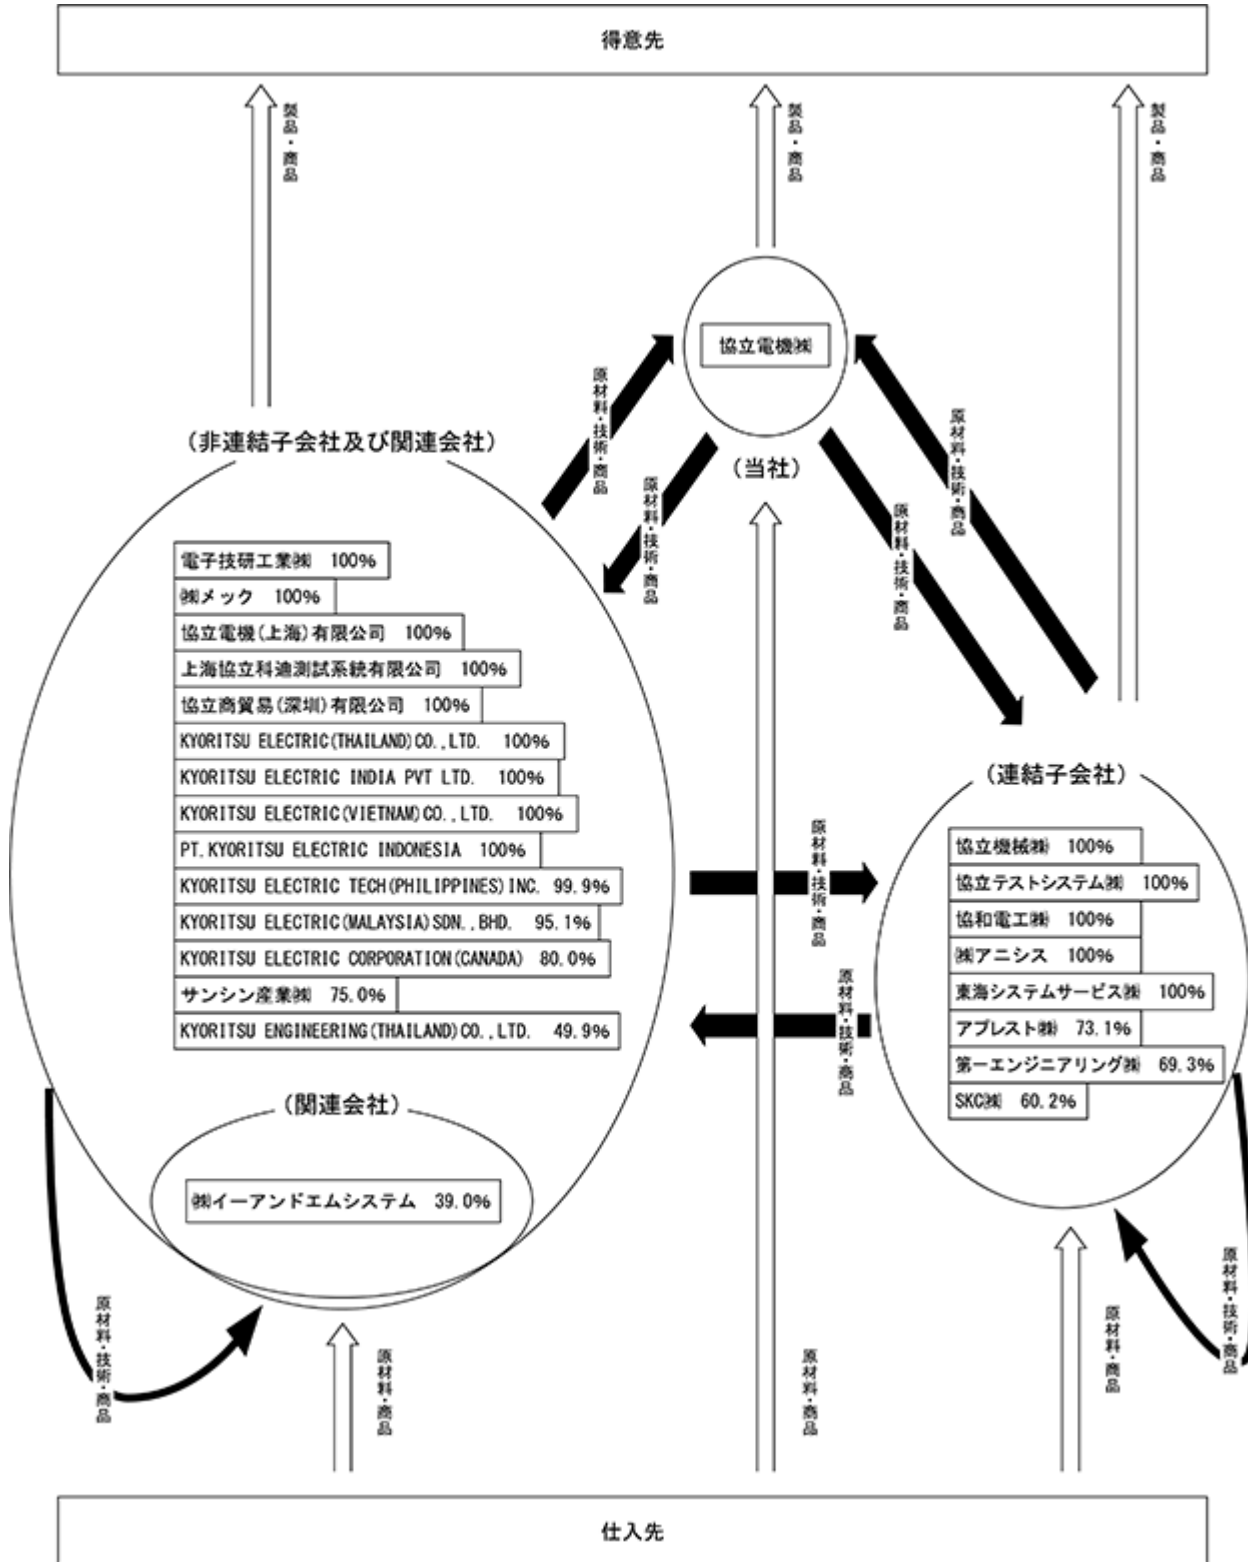 得意先
製品・商品
製品・商品
製品・商品
協立電機㈱
(当社)
原材料・技術・商品
原材料・技術・商品
原材料・技術・商品
原材料・技術・商品
(非連結子会社及び関連会社)
電子技研工業㈱ 100%
㈱メック 100%
協立電機(上海)有限公司 100%
上海協立科迪測試系統有限公司 100%
協立商貿易(深圳)有限公司 100%
KYORITSU ELECTRIC(THAILAND)CO.,LTD. 100%
KYORITSU ELECTRIC INDIA PVT LTD. 100%
KYORITSU ELECTRIC(VIETNAM)CO.,LTD. 100%
PT.KYORITSU ELECTRIC INDONESIA 100%
KYORITSU ELECTRIC TECH(PHILIPPINES)INC. 99.9%
KYORITSU ELECTRIC(MALAYSIA)SDN.,BHD. 95.1%
KYORITSU ELECTRIC CORPORATION(CANADA) 80.0%
サンシン産業㈱ 75.0%
KYORITSU ENGINEERING(THAILAND)CO.,LTD. 49.9%
(関連会社)
㈱イーアンドエムシステム 39.0%
原材料・技術・商品
原材料・技術・商品
(連結子会社)
協立機械㈱ 100%
協立テストシステム㈱ 100%
協和電工㈱ 100%
㈱アニシス 100%
東海システムサービス㈱ 100%
アプレスト㈱ 73.1%
第一エンジニアリング㈱ 69.3%
SKC㈱ 60.2%
原材料・技術・商品
原材料・商品
原材料・商品
原材料・商品
原材料・技術・商品
仕入先